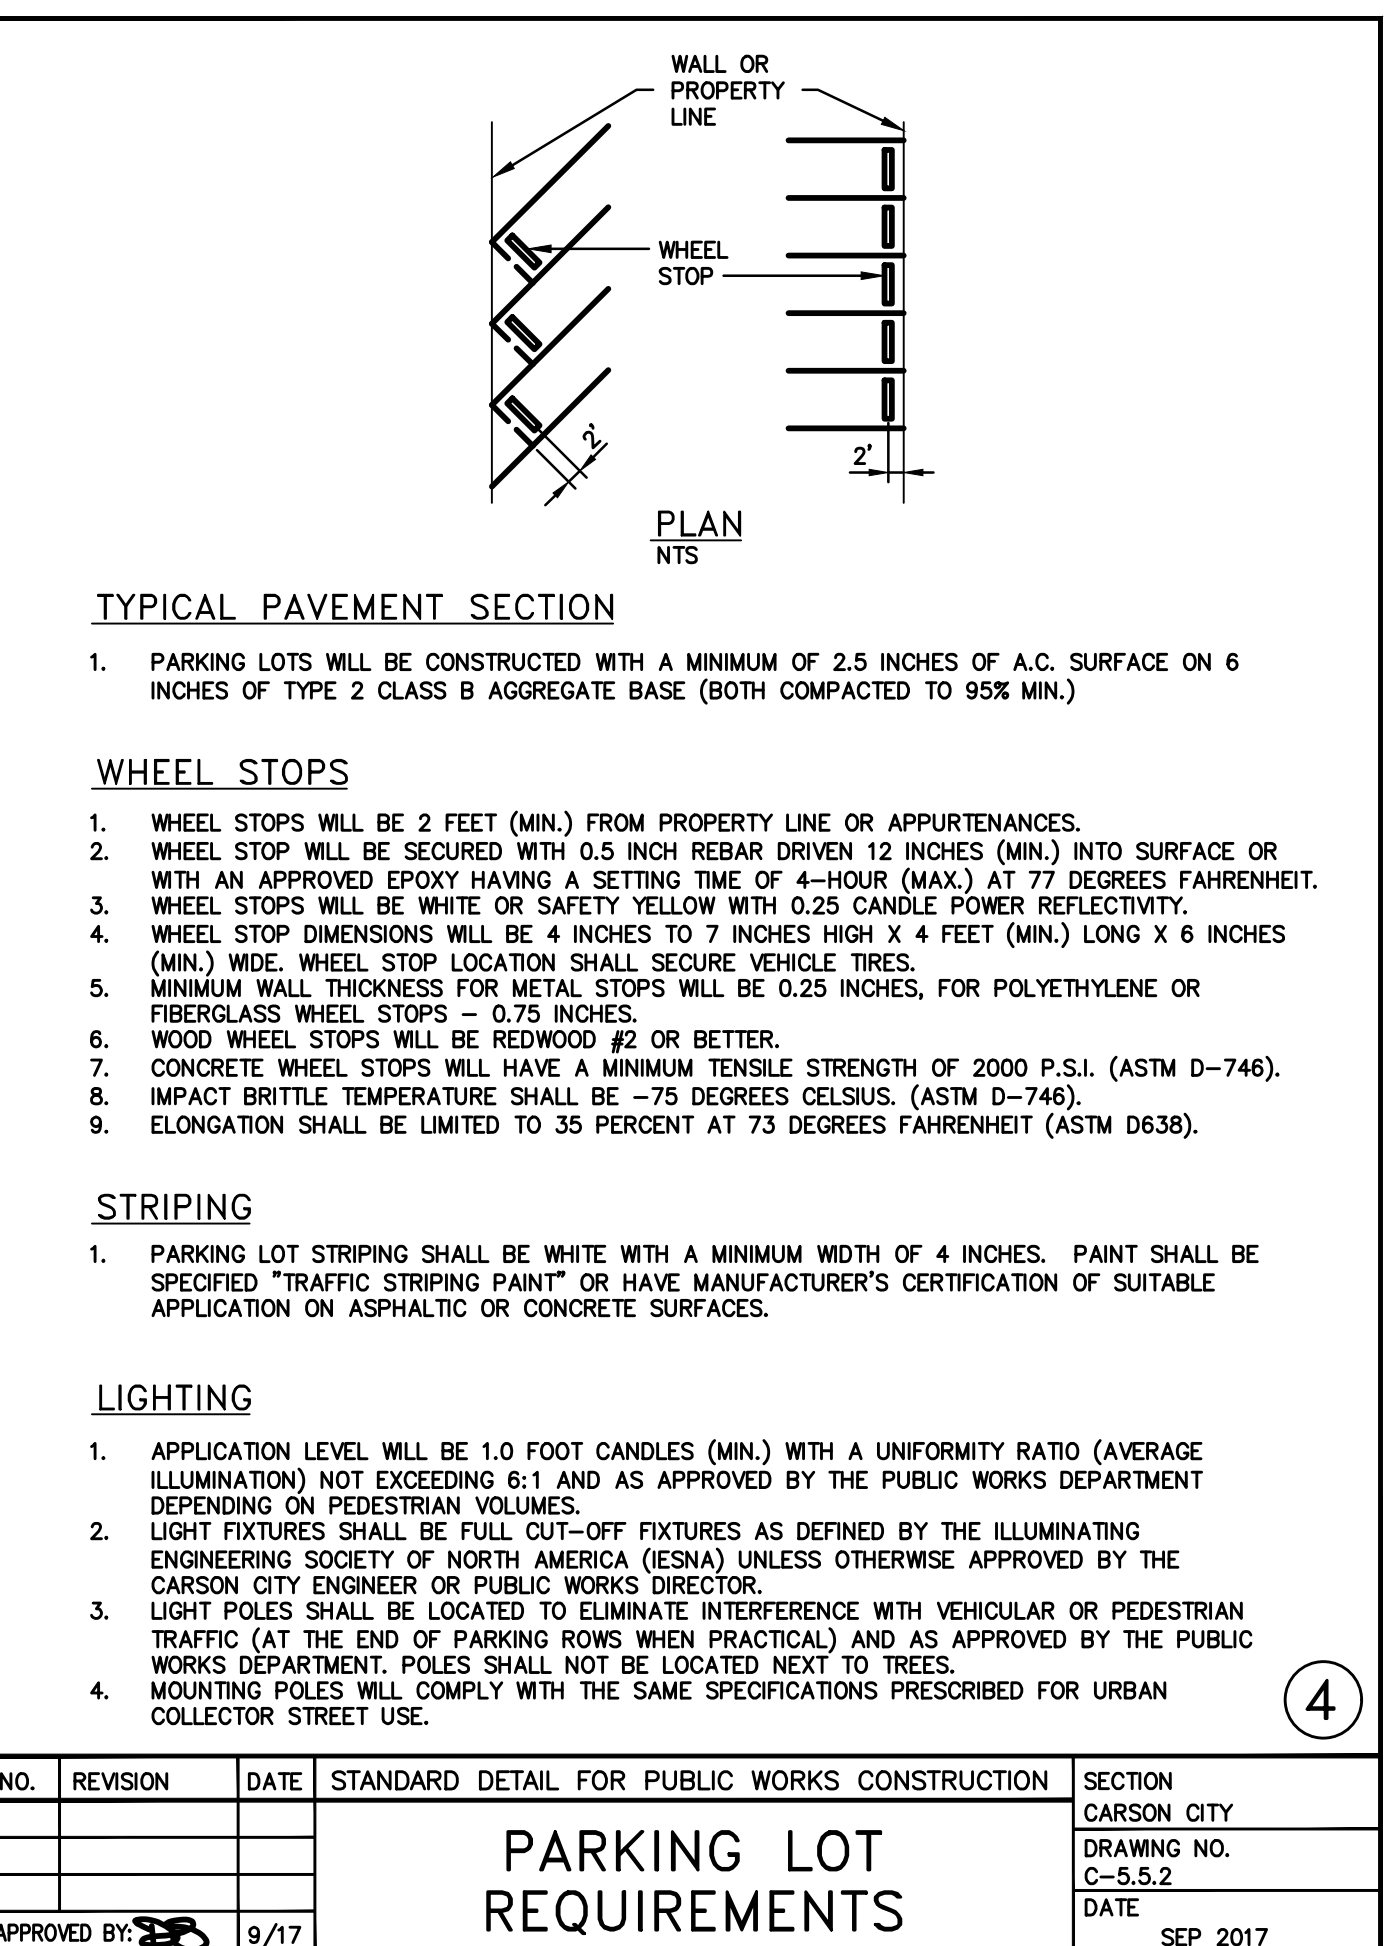 WALL OR
PROPERTY
LINE
WHEEL
STOP
2'
2'
PLAN
NTS
TYPICAL PAVEMENT SECTION
1. PARKING LOTS WILL BE CONSTRUCTED WITH A MINIMUM OF 2.5 INCHES OF A.C. SURFACE ON 6
INCHES OF TYPE 2 CLASS B AGGREGATE BASE (BOTH COMPACTED TO 95% MIN.)
WHEEL STOPS
1. WHEEL STOPS WILL BE 2 FEET (MIN.) FROM PROPERTY LINE OR APPURTENANCES.
2. WHEEL STOP WILL BE SECURED WITH 0.5 INCH REBAR DRIVEN 12 INCHES (MIN.) INTO SURFACE OR
WITH AN APPROVED EPOXY HAVING A SETTING TIME OF 4-HOUR (MAX.) AT 77 DEGREES FAHRENHEIT.
3. WHEEL STOPS WILL BE WHITE OR SAFETY YELLOW WITH 0.25 CANDLE POWER REFLECTIVITY.
4. WHEEL STOP DIMENSIONS WILL BE 4 INCHES TO 7 INCHES HIGH X 4 FEET (MIN.) LONG X 6 INCHES
(MIN.) WIDE. WHEEL STOP LOCATION SHALL SECURE VEHICLE TIRES.
5. MINIMUM WALL THICKNESS FOR METAL STOPS WILL BE 0.25 INCHES, FOR POLYETHYLENE OR
FIBERGLASS WHEEL STOPS - 0.75 INCHES.
6. WOOD WHEEL STOPS WILL BE REDWOOD #2 OR BETTER.
7. CONCRETE WHEEL STOPS WILL HAVE A MINIMUM TENSILE STRENGTH OF 2000 P.S.I. (ASTM D-746).
8. IMPACT BRITTLE TEMPERATURE SHALL BE -75 DEGREES CELSIUS. (ASTM D-746).
9. ELONGATION SHALL BE LIMITED TO 35 PERCENT AT 73 DEGREES FAHRENHEIT (ASTM D638).
STRIPING
1. PARKING LOT STRIPING SHALL BE WHITE WITH A MINIMUM WIDTH OF 4 INCHES. PAINT SHALL BE
SPECIFIED "TRAFFIC STRIPING PAINT" OR HAVE MANUFACTURER'S CERTIFICATION OF SUITABLE
APPLICATION ON ASPHALTIC OR CONCRETE SURFACES.
LIGHTING
1. APPLICATION LEVEL WILL BE 1.0 FOOT CANDLES (MIN.) WITH A UNIFORMITY RATIO (AVERAGE
ILLUMINATION) NOT EXCEEDING 6:1 AND AS APPROVED BY THE PUBLIC WORKS DEPARTMENT
DEPENDING ON PEDESTRIAN VOLUMES.
2. LIGHT FIXTURES SHALL BE FULL CUT-OFF FIXTURES AS DEFINED BY THE ILLUMINATING
ENGINEERING SOCIETY OF NORTH AMERICA (IESNA) UNLESS OTHERWISE APPROVED BY THE
CARSON CITY ENGINEER OR PUBLIC WORKS DIRECTOR.
3. LIGHT POLES SHALL BE LOCATED TO ELIMINATE INTERFERENCE WITH VEHICULAR OR PEDESTRIAN
TRAFFIC (AT THE END OF PARKING ROWS WHEN PRACTICAL) AND AS APPROVED BY THE PUBLIC
WORKS DEPARTMENT. POLES SHALL NOT BE LOCATED NEXT TO TREES.
4. MOUNTING POLES WILL COMPLY WITH THE SAME SPECIFICATIONS PRESCRIBED FOR URBAN
COLLECTOR STREET USE.
4
NO. REVISION DATE
APPROVED BY: 9/17
STANDARD DETAIL FOR PUBLIC WORKS CONSTRUCTION
PARKING LOT
REQUIREMENTS
SECTION
CARSON CITY
DRAWING NO.
C-5.5.2
DATE
SEP 2017